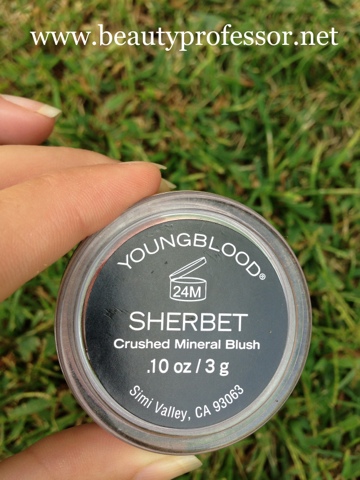 www.beautyprofessor.net
YOUNGBLOOD®
24M
SHERBET
Crushed Mineral Blush
.10 oz / 3 g
Simi Valley, CA 93063